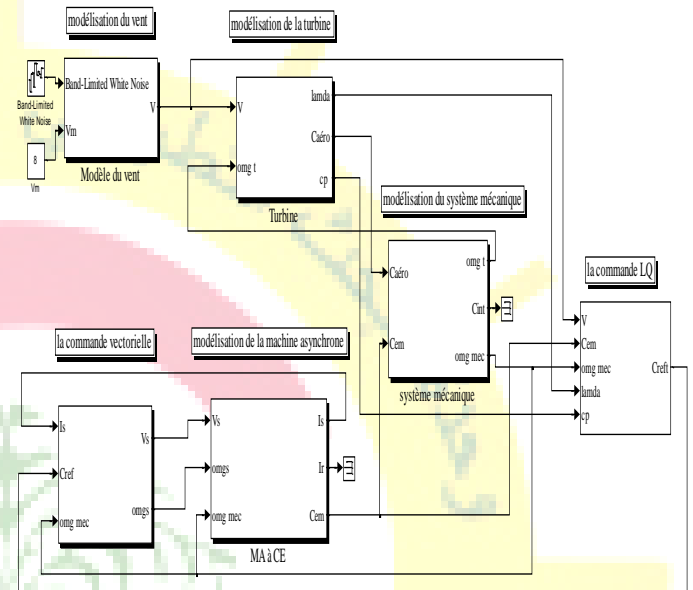 modélisation du vent
modélisation de la turbine
Band-Limited White Noise
V
Vm
Band-Limited
White Noise
8
Vm
Modèle du vent
V
omg t
lamda
Caéro
cp
Turbine
modélisation du système mécanique
Caéro
Cem
omg t
Cint
omg mec
système mécanique
la commande LQ
V
Cem
omg mec
lamda
cp
Creft
la commande vectorielle
modélisation de la machine asynchrone
Is
Cref
omg mec
Vs
omgs
Vs
omgs
omg mec
Is
Ir
Cem
MA à CE